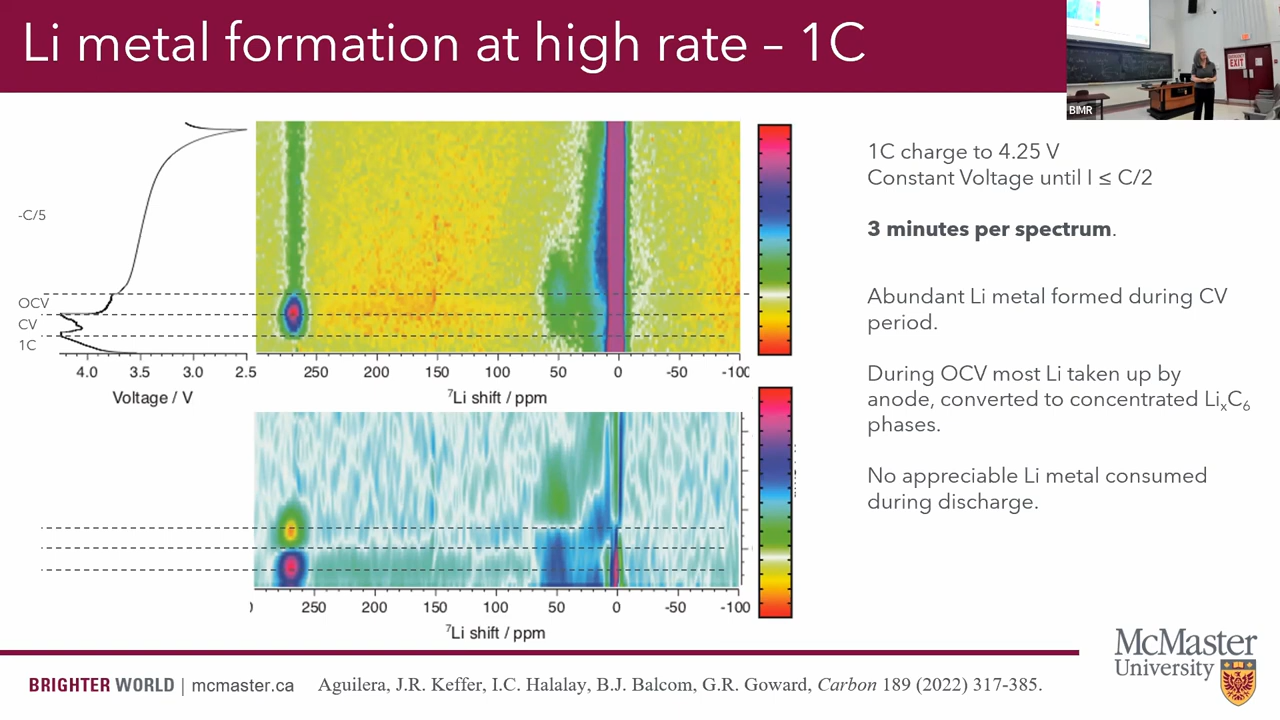 Li metal formation at high rate – 1C
EXIT
BIMR
1C charge to 4.25 V
Constant Voltage until I ≤ C/2
3 minutes per spectrum.
Abundant Li metal formed during CV
period.
During OCV most Li taken up by
anode, converted to concentrated LiₓC₆
phases.
No appreciable Li metal consumed
during discharge.
-C/5
OCV
CV
1C
4.0 3.5 3.0 2.5
Voltage / V
250 200 150 100 50 0 -50 -100
⁷Li shift / ppm
250 200 150 100 50 0 -50 -100
⁷Li shift / ppm
McMaster
University
BRIGHTER WORLD | mcmaster.ca
Aguilera, J.R. Keffer, I.C. Halalay, B.J. Balcom, G.R. Goward, Carbon 189 (2022) 317-385.